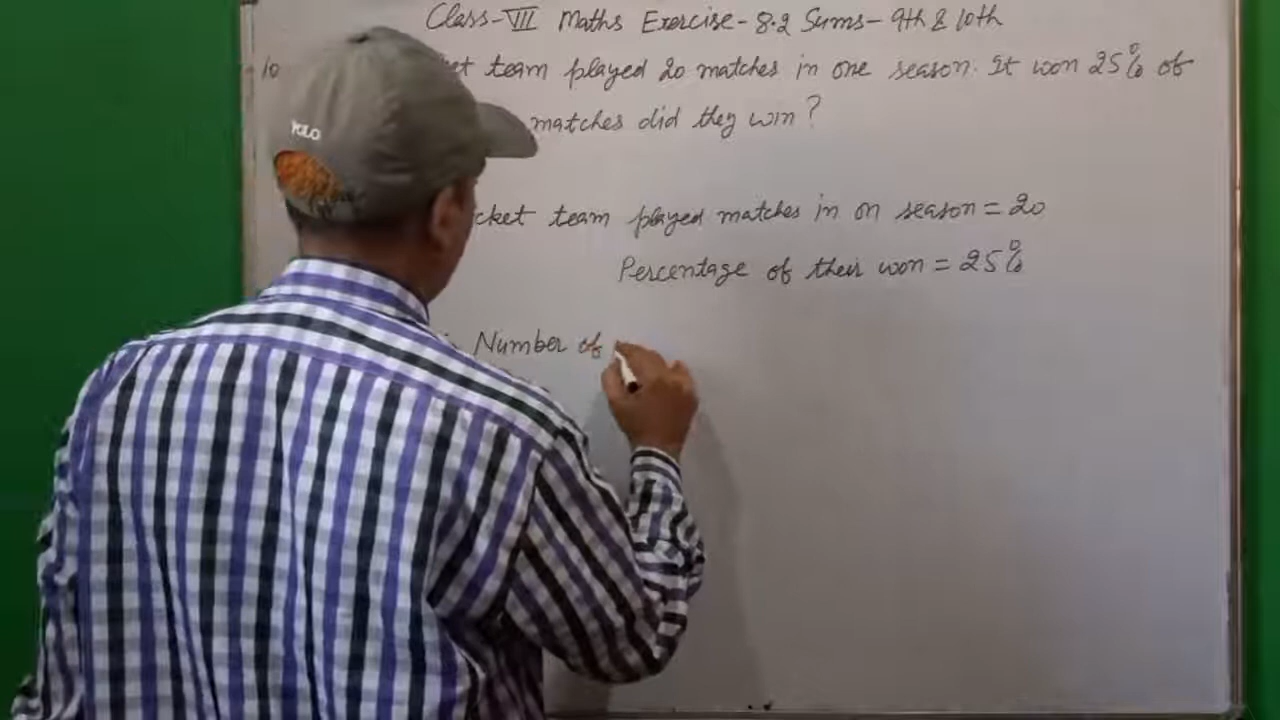 Class-VII Maths Exercise-8.2 Sums-9th & 10th
10 team played 20 matches in one season. It won 25% of
matches did they win?
team played matches in on season = 20
Percentage of their won = 25%
Number of
YOLO